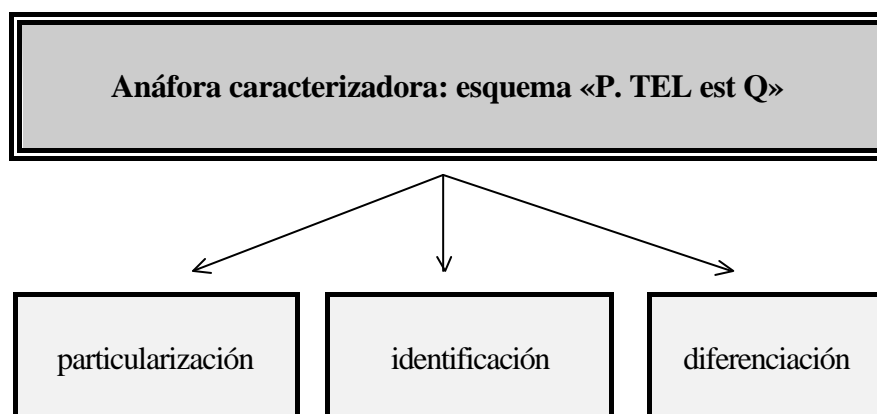 Anáfora caracterizadora: esquema «P. TEL est Q»
particularización
identificación
diferenciación